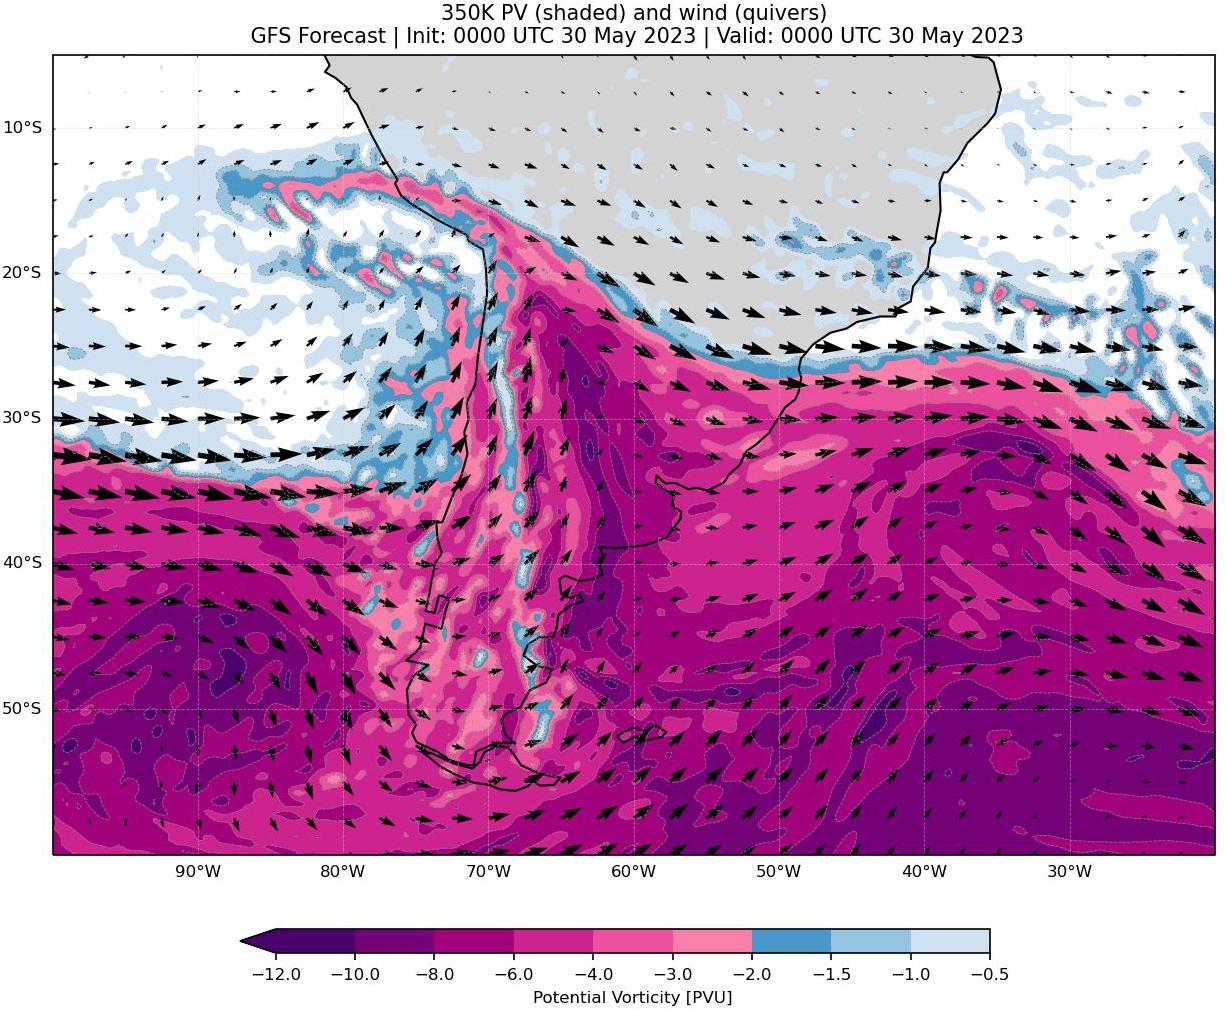 350K PV (shaded) and wind (quivers)
GFS Forecast | Init: 0000 UTC 30 May 2023 | Valid: 0000 UTC 30 May 2023
10°S
20°S
30°S
40°S
50°S
90°W 80°W 70°W 60°W 50°W 40°W 30°W
−12.0 −10.0 −8.0 −6.0 −4.0 −3.0 −2.0 −1.5 −1.0 −0.5
Potential Vorticity [PVU]